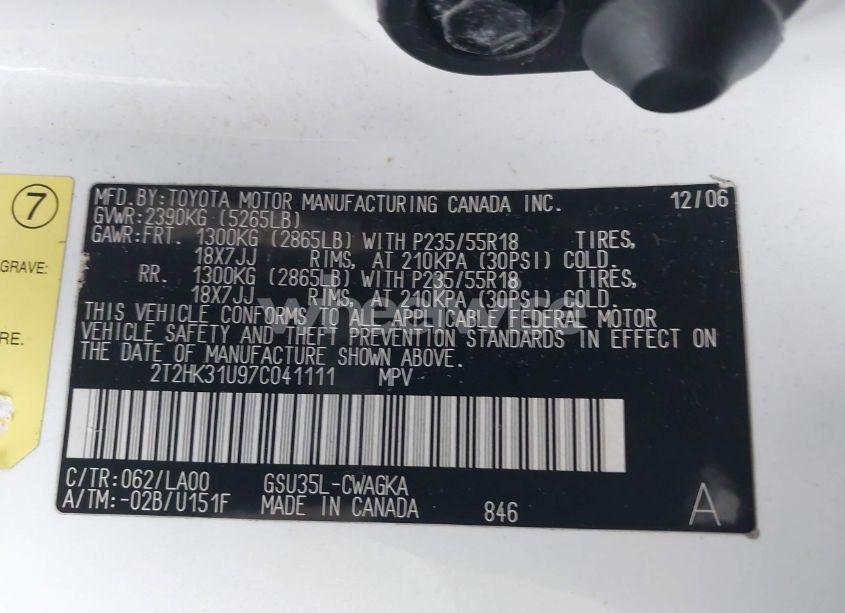 7
GRAVE:
RE.
MFD.BY:TOYOTA MOTOR MANUFACTURING CANADA INC. 12/06
GVWR:2390KG (5265LB)
GAWR:FRT. 1300KG (2865LB) WITH P235/55R18 TIRES,
18X7JJ RIMS, AT 210KPA (30PSI) COLD.
RR. 1300KG (2865LB) WITH P235/55R18 TIRES,
18X7JJ RIMS, AT 210KPA (30PSI) COLD.
THIS VEHICLE CONFORMS TO ALL APPLICABLE FEDERAL MOTOR
VEHICLE SAFETY AND THEFT PREVENTION STANDARDS IN EFFECT ON
THE DATE OF MANUFACTURE SHOWN ABOVE.
2T2HK31U97C041111 MPV
C/TR:062/LA00 GSU35L-CWAGKA
A/TM:-02B/U151F MADE IN CANADA 846 A